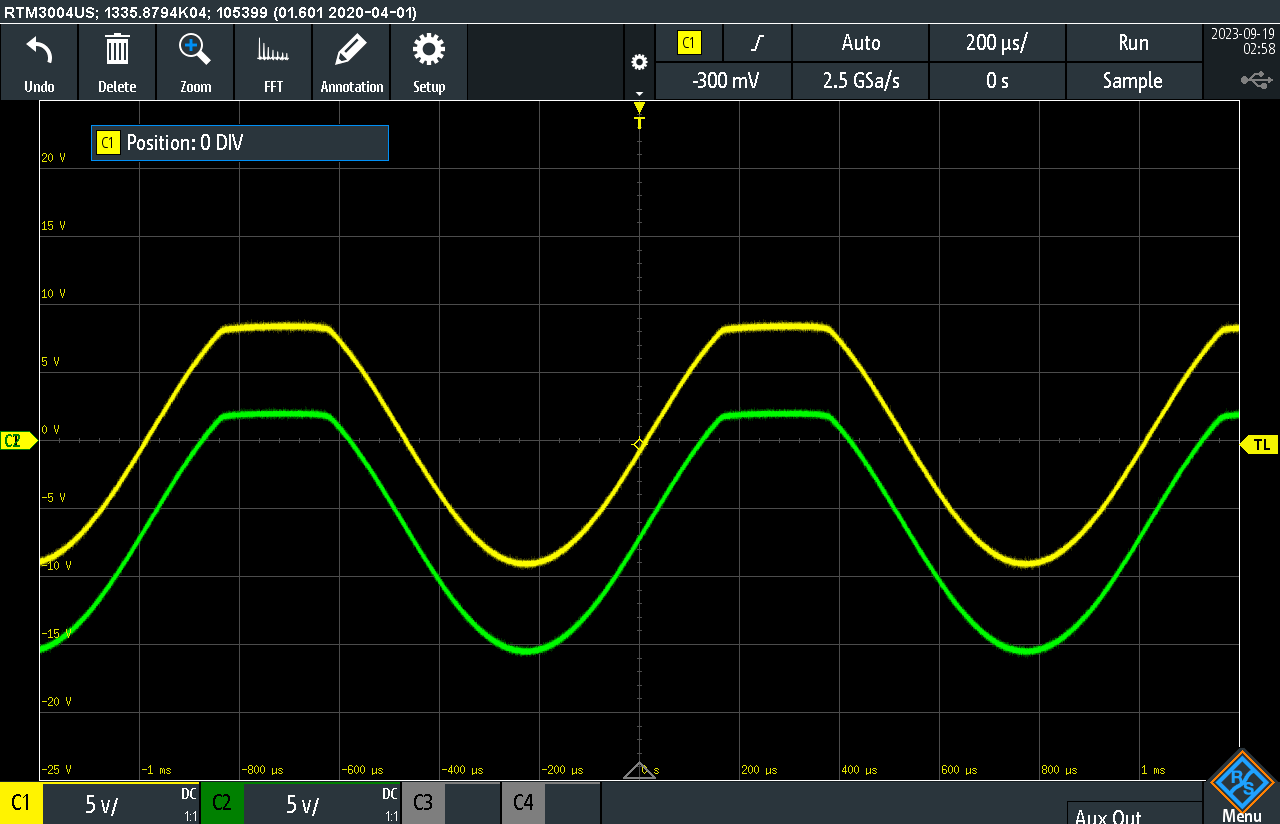 RTM3004US; 1335.8794K04; 105399 (01.601 2020-04-01)
Undo
Delete
Zoom
FFT
Annotation
Setup
C1
Auto
200 µs/
Run
-300 mV
2.5 GSa/s
0 s
Sample
2023-09-19
02:58
T
C1 Position: 0 DIV
20 V
15 V
10 V
5 V
0 V
-5 V
-10 V
-15 V
-20 V
-25 V
TL
-1 ms
-800 µs
-600 µs
-400 µs
-200 µs
0 s
200 µs
400 µs
600 µs
800 µs
1 ms
C1
5 V/
DC
1:1
C2
5 V/
DC
1:1
C3
C4
Aux Out
R S
Menu